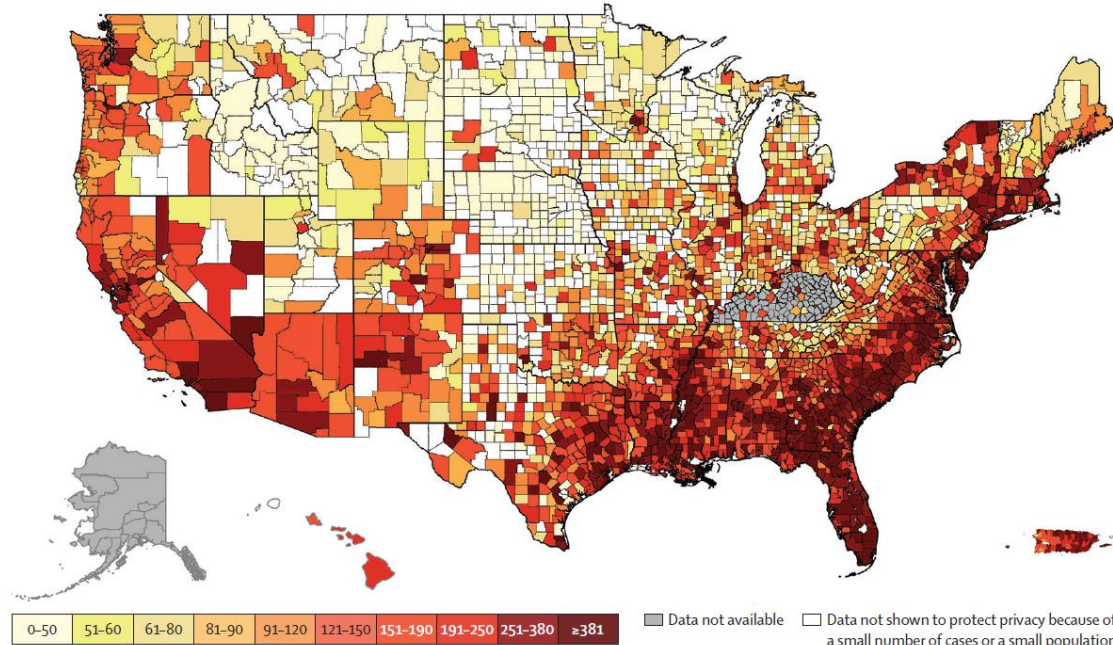 0–50 51–60 61–80 81–90 91–120 121–150 151–190 191–250 251–380 ≥381
Data not available
Data not shown to protect privacy because of
a small number of cases or a small population